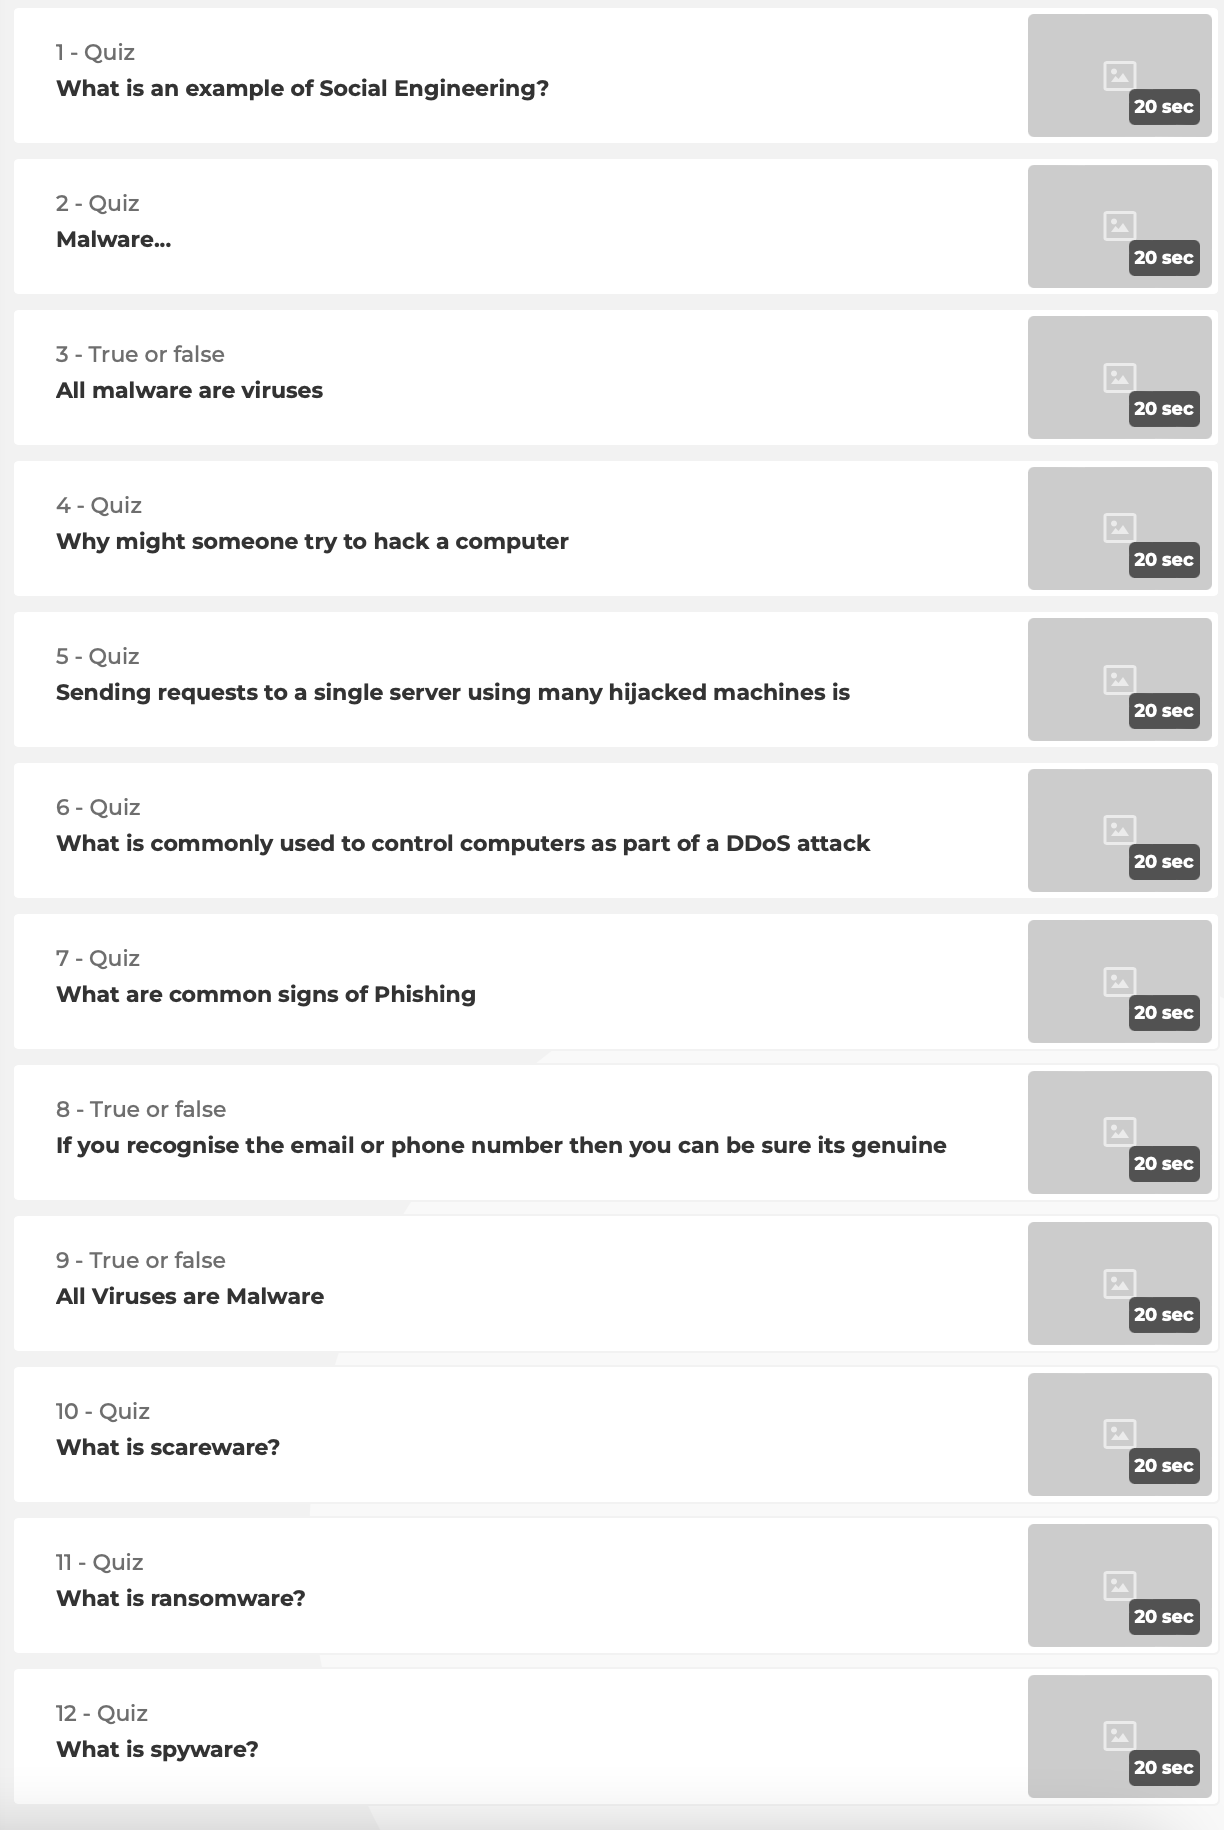 1 - Quiz
What is an example of Social Engineering?
20 sec
2 - Quiz
Malware...
20 sec
3 - True or false
All malware are viruses
20 sec
4 - Quiz
Why might someone try to hack a computer
20 sec
5 - Quiz
Sending requests to a single server using many hijacked machines is
20 sec
6 - Quiz
What is commonly used to control computers as part of a DDoS attack
20 sec
7 - Quiz
What are common signs of Phishing
20 sec
8 - True or false
If you recognise the email or phone number then you can be sure its genuine
20 sec
9 - True or false
All Viruses are Malware
20 sec
10 - Quiz
What is scareware?
20 sec
11 - Quiz
What is ransomware?
20 sec
12 - Quiz
What is spyware?
20 sec